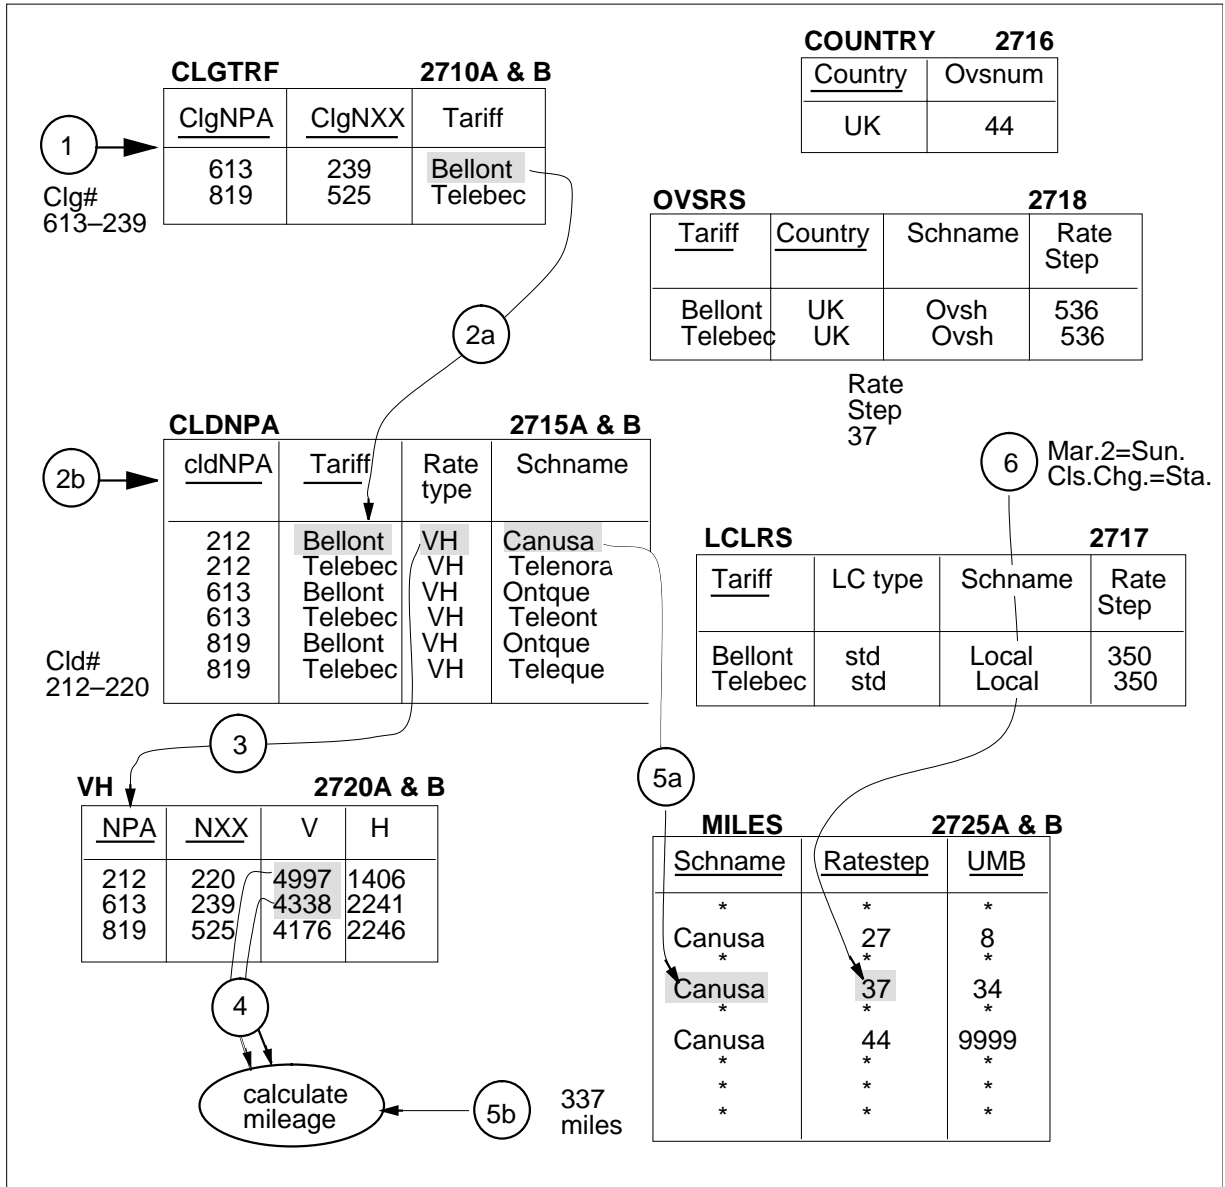 COUNTRY 2716
Country Ovsnum
UK 44
CLGTRF 2710A & B
ClgNPA ClgNXX Tariff
613 239 Bellont
819 525 Telebec
1
Clg#
613–239
OVSRS 2718
Tariff Country Schname Rate
Step
Bellont UK Ovsh 536
Telebec UK Ovsh 536
2a
Rate
Step
37
CLDNPA 2715A & B
cldNPA Tariff Rate Schname
type
212 Bellont VH Canusa
212 Telebec VH Telenora
613 Bellont VH Ontque
613 Telebec VH Teleont
819 Bellont VH Ontque
819 Telebec VH Teleque
2b
Cld#
212–220
6
Mar.2=Sun.
Cls.Chg.=Sta.
LCLRS 2717
Tariff LC type Schname Rate
Step
Bellont std Local 350
Telebec std Local 350
3
5a
VH 2720A & B
NPA NXX V H
212 220 4997 1406
613 239 4338 2241
819 525 4176 2246
MILES 2725A & B
Schname Ratestep UMB
* * *
Canusa 27 8
* * *
Canusa 37 34
* * *
Canusa 44 9999
* * *
* * *
* * *
4
calculate
mileage
5b
337
miles